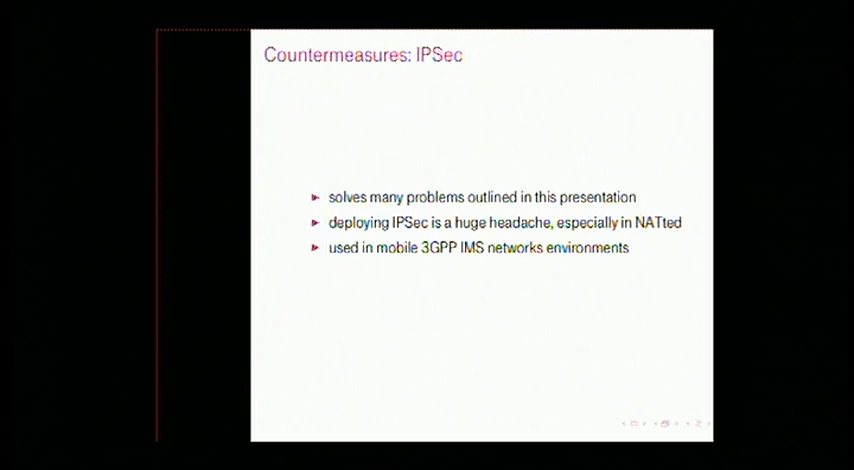 Countermeasures: IPSec
solves many problems outlined in this presentation
deploying IPSec is a huge headache, especially in NATted
used in mobile 3GPP IMS networks environments